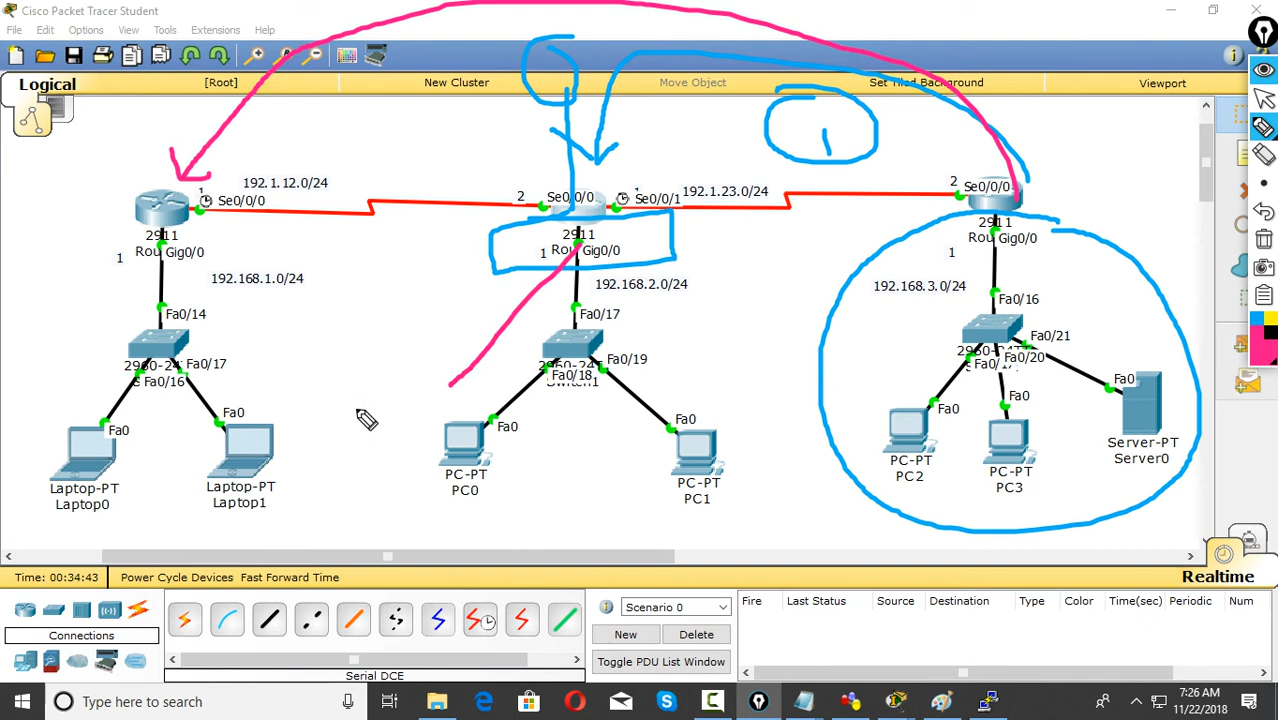 Cisco Packet Tracer Student
File Edit Options View Tools Extensions Help
Logical [Root] New Cluster Move Object Set Tiled Background Viewport
192.1.12.0/24
1 Se0/0/0
2 Se0/0/0
Se0/0/1 192.1.23.0/24
2 Se0/0/0
2911
Rou Gig0/0
1
192.168.1.0/24
2911
1 Rou Gig0/0
192.168.2.0/24
Rou Gig0/0
1
192.168.3.0/24
Fa0/14
Fa0/17
Fa0/16
Fa0/17
Fa0/16
Fa0/19
Fa0/18
Fa0/21
Fa0/20
Fa0
Fa0
Fa0
Fa0
Fa0
Fa0
Fa0
Laptop-PT
Laptop0
Laptop-PT
Laptop1
PC-PT
PC0
PC-PT
PC1
PC-PT
PC2
PC-PT
PC3
Server-PT
Server0
Time: 00:34:43 Power Cycle Devices Fast Forward Time
Realtime
Connections
Serial DCE
Scenario 0
New Delete
Toggle PDU List Window
Fire Last Status Source Destination Type Color Time(sec) Periodic Num
Type here to search
7:26 AM
11/22/2018